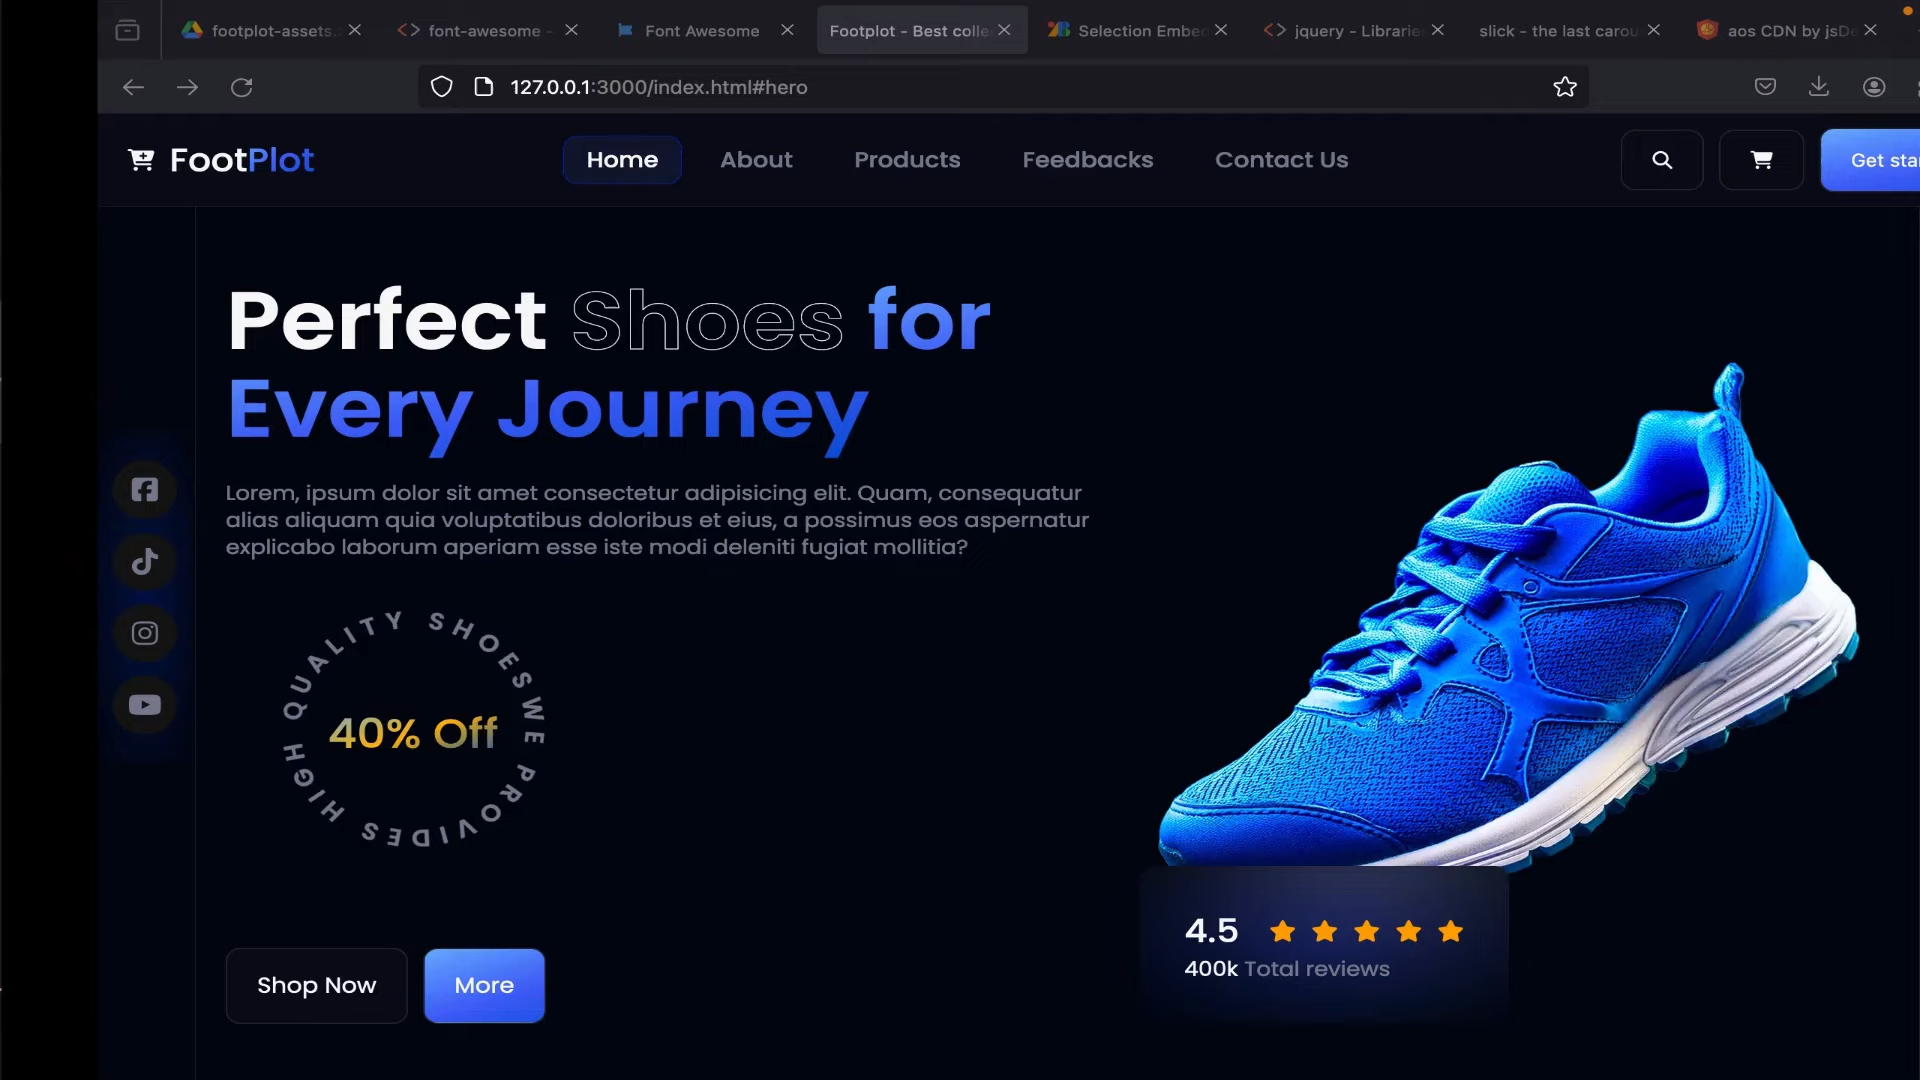 footplot-assets.
font-awesome -
Font Awesome
Footplot - Best colle
Selection Embed
jquery - Librarie
slick - the last carou
aos CDN by jsDe
127.0.0.1:3000/index.html#hero
FootPlot
Home
About
Products
Feedbacks
Contact Us
Get sta
Perfect Shoes for
Every Journey
Lorem, ipsum dolor sit amet consectetur adipisicing elit. Quam, consequatur
alias aliquam quia voluptatibus doloribus et eius, a possimus eos aspernatur
explicabo laborum aperiam esse iste modi deleniti fugiat mollitia?
WE PROVIDES HIGH QUALITY SHOES
40% Off
Shop Now
More
4.5
400k Total reviews